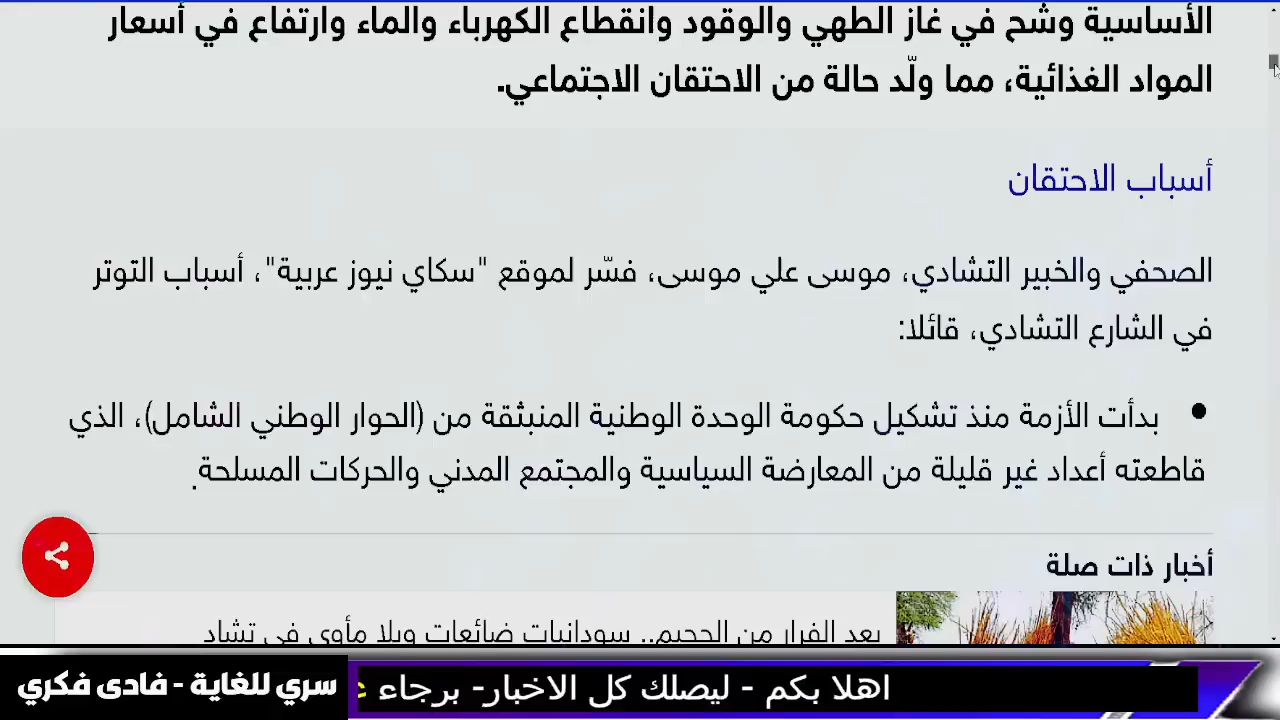 الأساسية وشح في غاز الطهي والوقود وانقطاع الكهرباء والماء وارتفاع في أسعار
المواد الغذائية، مما ولّد حالة من الاحتقان الاجتماعي.
أسباب الاحتقان
الصحفي والخبير التشادي، موسى علي موسى، فسّر لموقع "سكاي نيوز عربية"، أسباب التوتر
في الشارع التشادي، قائلا:
• بدأت الأزمة منذ تشكيل حكومة الوحدة الوطنية المنبثقة من (الحوار الوطني الشامل)، الذي
قاطعته أعداد غير قليلة من المعارضة السياسية والمجتمع المدني والحركات المسلحة.
أخبار ذات صلة
بعد الفرار من الجحيم.. سودانيات ضائعات وبلا مأوى في تشاد
اهلا بكم - ليصلك كل الاخبار- برجاء
سري للغاية - فادى فكري